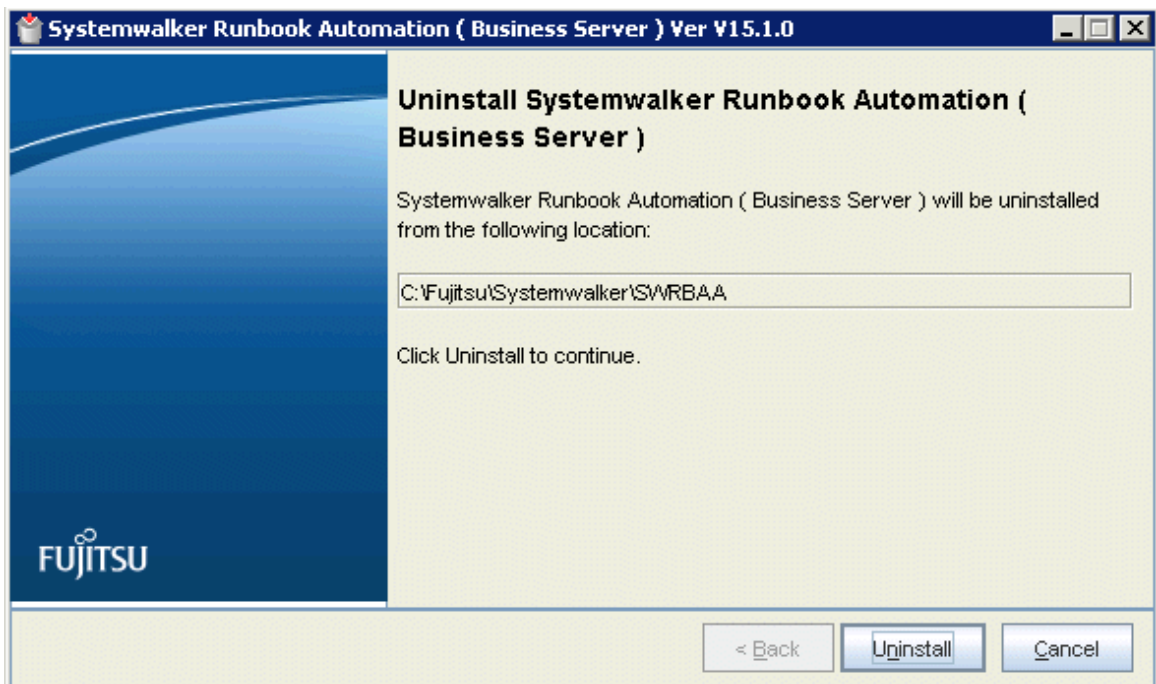 Systemwalker Runbook Automation ( Business Server ) Ver V15.1.0
Uninstall Systemwalker Runbook Automation (
Business Server )
Systemwalker Runbook Automation ( Business Server ) will be uninstalled
from the following location:
C:\Fujitsu\Systemwalker\SWRBAA
Click Uninstall to continue.
FUJITSU
< Back
Uninstall
Cancel